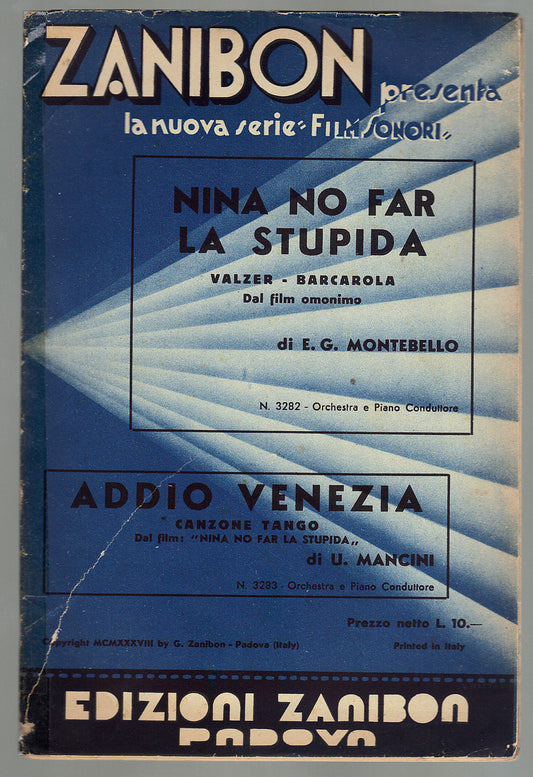 ZANIBON
presenta
la nuova serie "FILM SONORI"
NINA NO FAR
LA STUPIDA
VALZER - BARCAROLA
Dal film omonimo
di E. G. MONTEBELLO
N. 3282 - Orchestra e Piano Conduttore
ADDIO VENEZIA
CANZONE TANGO
Dal film: "NINA NO FAR LA STUPIDA„
di U. MANCINI
N. 3283 - Orchestra e Piano Conduttore
Prezzo netto L. 10.—
Copyright MCMXXXVIII by G. Zanibon - Padova (Italy)
Printed in Italy
EDIZIONI ZANIBON
PADOVA